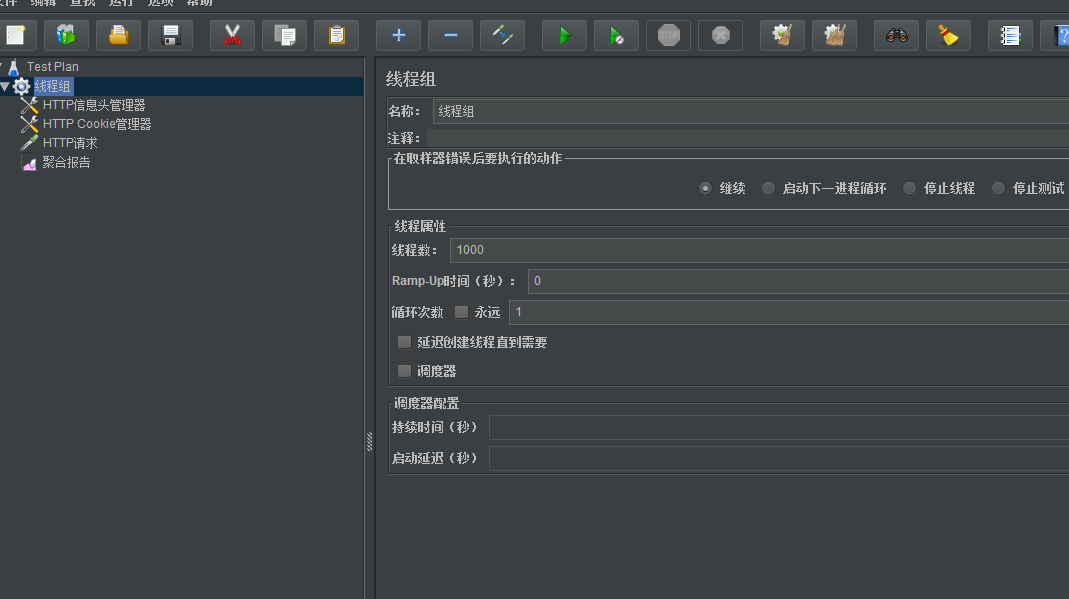 文件 编辑 查找 运行 选项 帮助
STOP
?
Test Plan
线程组
HTTP信息头管理器
HTTP Cookie管理器
HTTP请求
聚合报告
线程组
名称： 线程组
注释：
在取样器错误后要执行的动作
继续 启动下一进程循环 停止线程 停止测试
线程属性
线程数： 1000
Ramp-Up时间（秒）： 0
循环次数 永远 1
延迟创建线程直到需要
调度器
调度器配置
持续时间（秒）
启动延迟（秒）